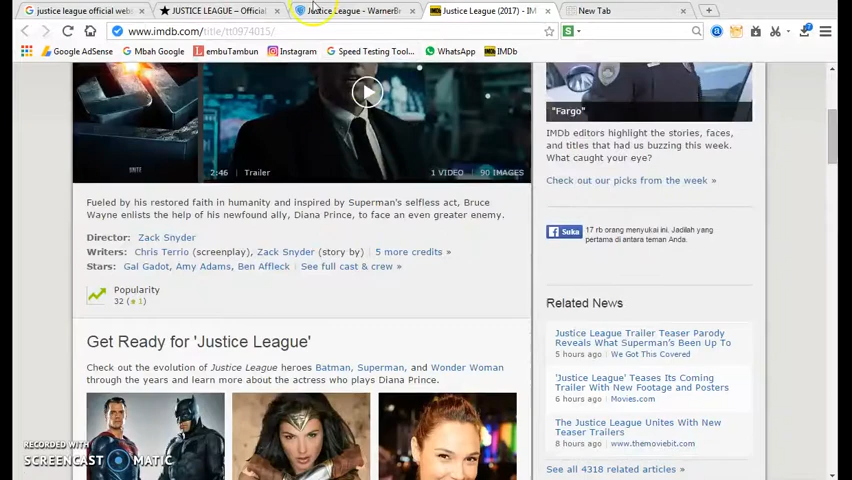 justice league official webs
JUSTICE LEAGUE – Official
Justice League - WarnerBr
Justice League (2017) - IM
New Tab
www.imdb.com/title/tt0974015/
Google AdSense
Mbah Google
embuTambun
Instagram
Speed Testing Tool...
WhatsApp
IMDb
UNITE
2:46 | Trailer
1 VIDEO | 90 IMAGES
"Fargo"
IMDb editors highlight the stories, faces,
and titles that had us buzzing this week.
What caught your eye?
Check out our picks from the week »
Fueled by his restored faith in humanity and inspired by Superman's selfless act, Bruce
Wayne enlists the help of his newfound ally, Diana Prince, to face an even greater enemy.
Director: Zack Snyder
Writers: Chris Terrio (screenplay), Zack Snyder (story by) | 5 more credits »
Stars: Gal Gadot, Amy Adams, Ben Affleck | See full cast & crew »
Suka
17 rb orang menyukai ini. Jadilah yang
pertama di antara teman Anda.
Popularity
32 ( 1)
Related News
Justice League Trailer Teaser Parody
Reveals What Superman's Been Up To
5 hours ago | We Got This Covered
'Justice League' Teases Its Coming
Trailer With New Footage and Posters
6 hours ago | Movies.com
The Justice League Unites With New
Teaser Trailers
8 hours ago | www.themoviebit.com
See all 4318 related articles »
Get Ready for 'Justice League'
Check out the evolution of Justice League heroes Batman, Superman, and Wonder Woman
through the years and learn more about the actress who plays Diana Prince.
RECORDED WITH
SCREENCAST MATIC